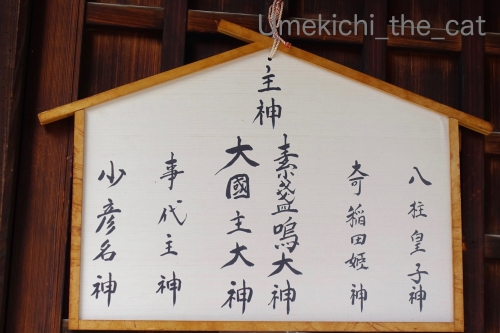 Umekichi_the_cat
主神
八柱皇子神
奇稲田姫神
素盞嗚大神
大國主大神
事代主神
少彦名神